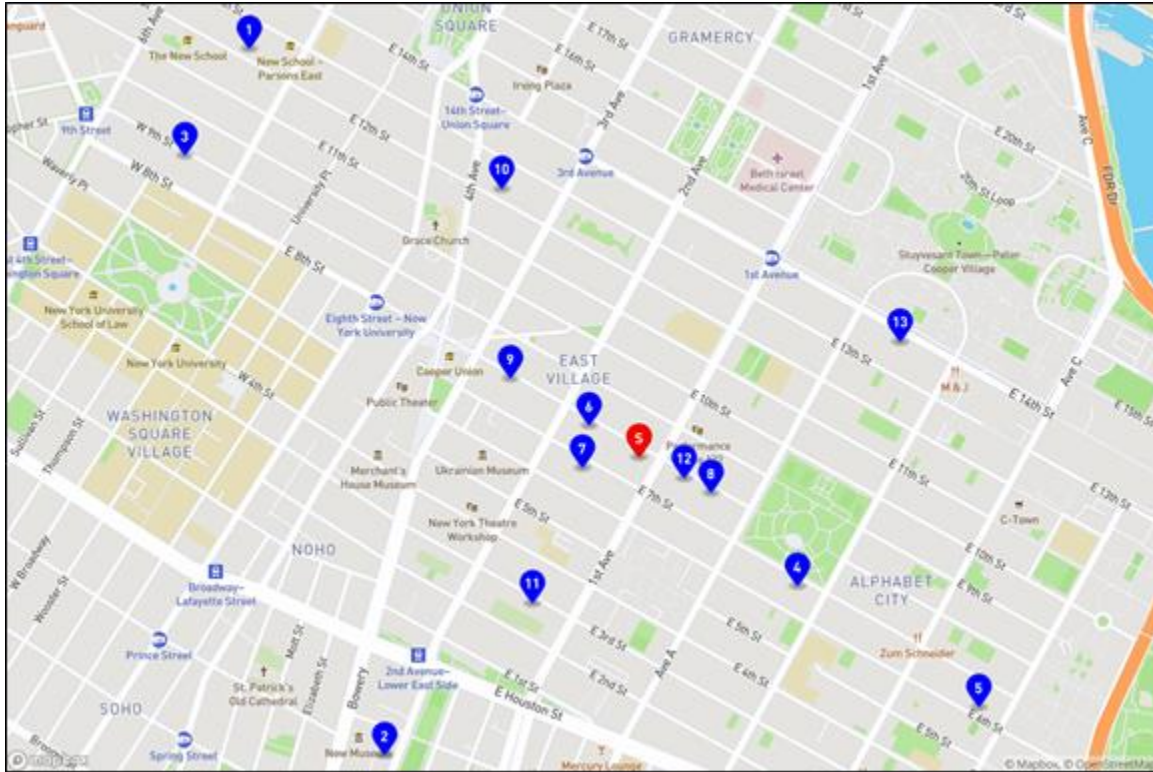 UNION
SQUARE
GRAMERCY
6th Ave
1
The New School
New School –
Parsons East
E 14th St
E 17th St
E 16th St
Irving Plaza
14th Street–
Union Square
3rd Ave
1st Ave
Ave C
FDR Dr
9th Street
W 9th St
3
W 8th St
Waverly Pl
E 12th St
E 11th St
University Pl
4th Ave
10
3rd Avenue
2nd Ave
Beth Israel
Medical Center
E 20th St
20th St Loop
Grace Church
E 8th St
New York University
School of Law
Eighth Street – New
York University
1st Avenue
Stuyvesant Town—Peter
Cooper Village
13
New York University
W 4th St
Cooper Union
9
EAST
VILLAGE
E 13th St
M & J
E 14th St
Ave C
E 15th St
Public Theater
WASHINGTON
SQUARE
VILLAGE
Sullivan St
Thompson St
6
7
S
E 10th St
Performance
12
8
Merchant's
House Museum
Ukrainian Museum
E 7th St
E 5th St
E 11th St
E 13th St
C-Town
New York Theatre
Workshop
NOHO
W Broadway
Wooster St
Broadway–
Lafayette Street
11
1st Ave
4
ALPHABET
CITY
E 10th St
E 9th St
Prince Street
Mott St
Elizabeth St
Bowery
2nd Avenue–
Lower East Side
E 3rd St
E 2nd St
E 1st St
Ave A
E 5th St
E 4th St
Zum Schneider
St. Patrick's
Old Cathedral
E Houston St
5
E 6th St
E 5th St
SOHO
Spring Street
New Museum
2
Mercury Lounge
mapbox
© Mapbox, © OpenStreetMap